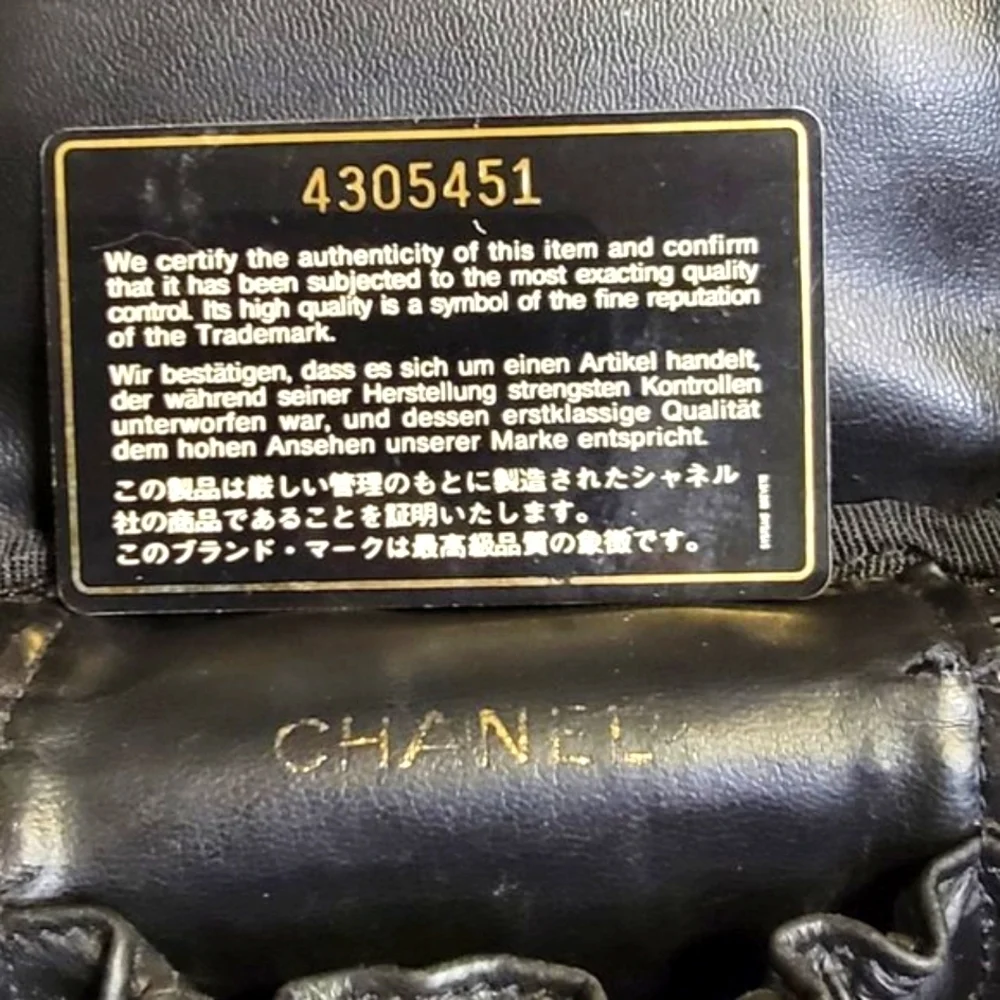 4305451
We certify the authenticity of this item and confirm
that it has been subjected to the most exacting quality
control. Its high quality is a symbol of the fine reputation
of the Trademark.
Wir bestätigen, dass es sich um einen Artikel handelt,
der während seiner Herstellung strengsten Kontrollen
unterworfen war, und dessen erstklassige Qualität
dem hohen Ansehen unserer Marke entspricht.
この製品は厳しい管理のもとに製造されたシャネル
社の商品であることを証明いたします。
このブランド・マークは最高級品質の象徴です。
CHANEL